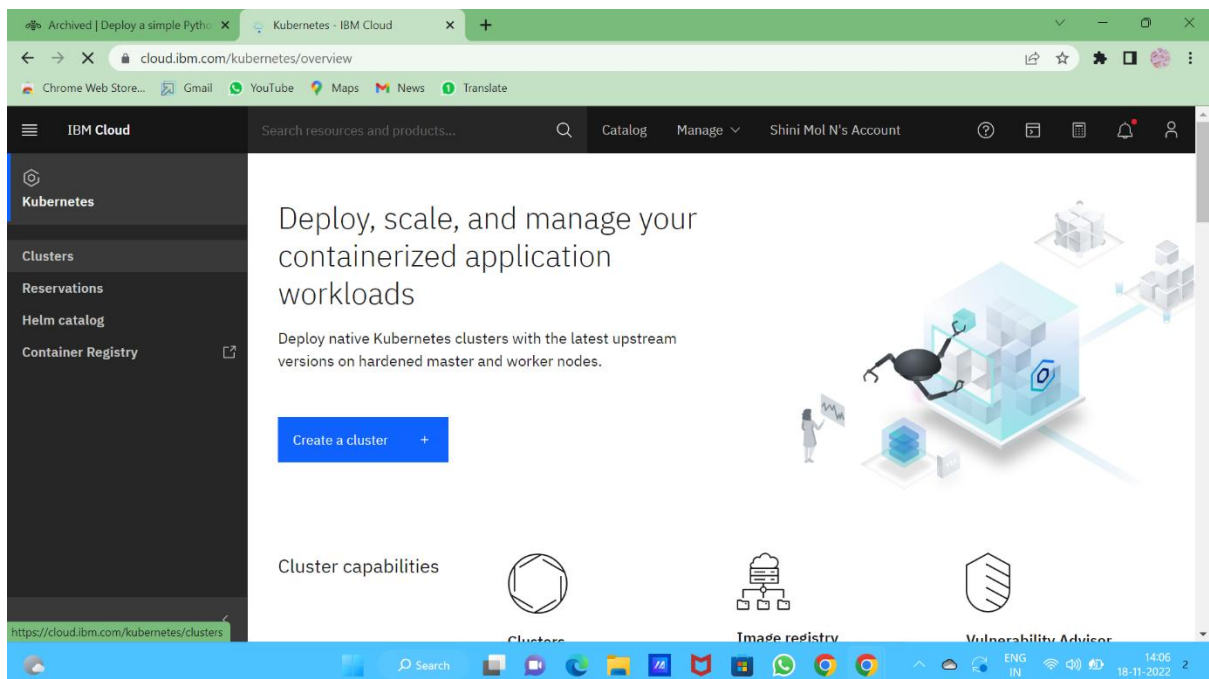 Archived | Deploy a simple Pytho
Kubernetes - IBM Cloud
cloud.ibm.com/kubernetes/overview
Chrome Web Store... Gmail YouTube Maps News Translate
IBM Cloud Search resources and products... Catalog Manage Shini Mol N's Account
Kubernetes
Clusters
Reservations
Helm catalog
Container Registry
Deploy, scale, and manage your
containerized application
workloads
Deploy native Kubernetes clusters with the latest upstream
versions on hardened master and worker nodes.
Create a cluster +
Cluster capabilities
Clusters
Image registry
Vulnerability Advisor
https://cloud.ibm.com/kubernetes/clusters
Search
ENG
IN
14:06
18-11-2022
2